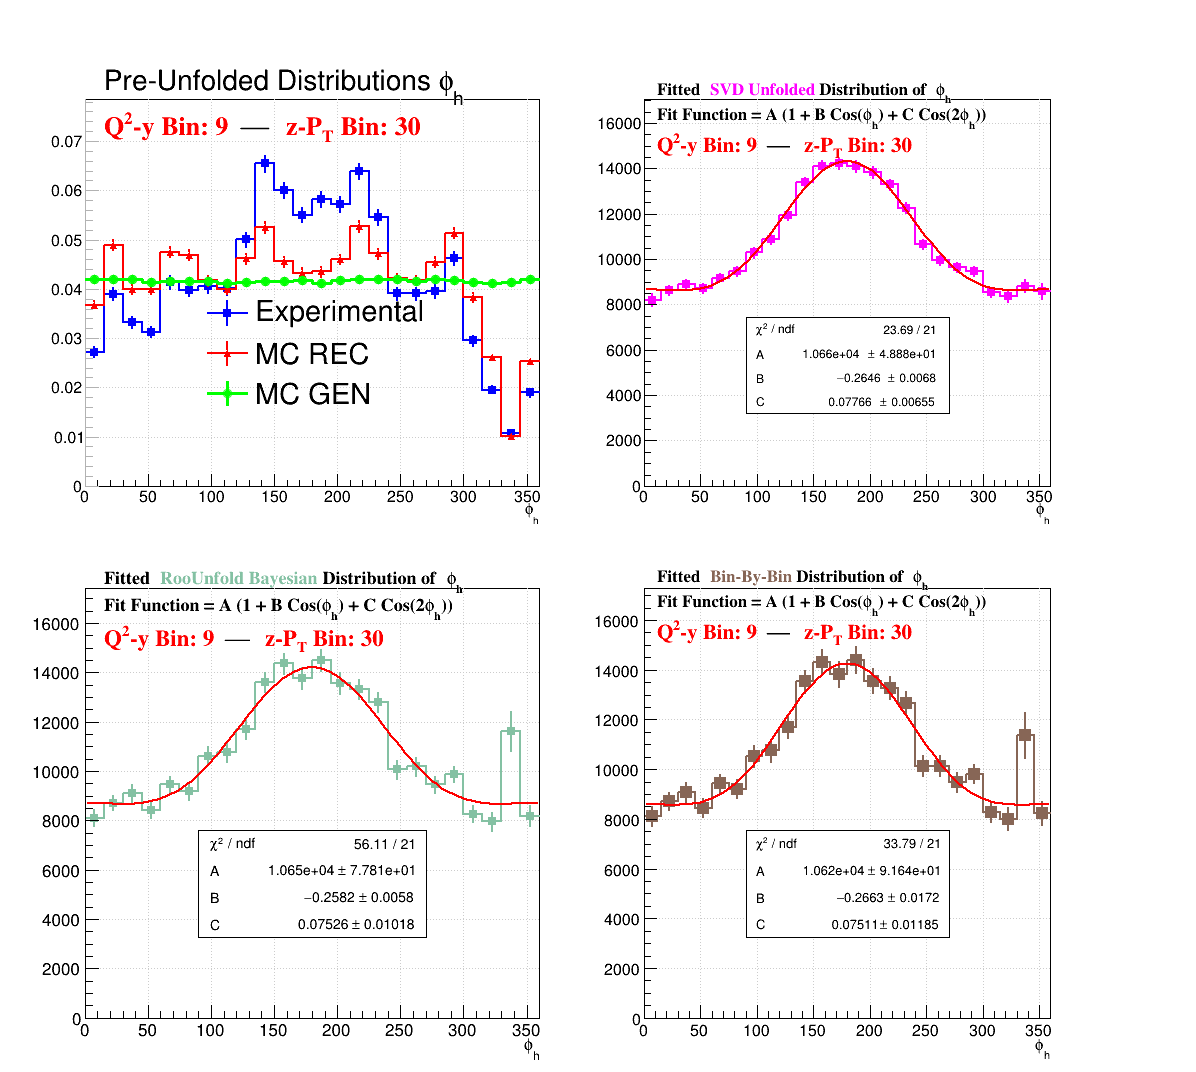 Pre-Unfolded Distributions ϕh
Q²-y Bin: 9 — z-PT Bin: 30
0.07
0.06
0.05
0.04
0.03
0.02
0.01
0
Experimental
MC REC
MC GEN
0 50 100 150 200 250 300 350
ϕh
Fitted SVD Unfolded Distribution of ϕh
Fit Function = A (1 + B Cos(ϕh) + C Cos(2ϕh))
Q²-y Bin: 9 — z-PT Bin: 30
16000
14000
12000
10000
8000
6000
4000
2000
0
χ² / ndf 23.69 / 21
A 1.066e+04 ± 4.888e+01
B −0.2646 ± 0.0068
C 0.07766 ± 0.00655
0 50 100 150 200 250 300 350
ϕh
Fitted RooUnfold Bayesian Distribution of ϕh
Fit Function = A (1 + B Cos(ϕh) + C Cos(2ϕh))
Q²-y Bin: 9 — z-PT Bin: 30
16000
14000
12000
10000
8000
6000
4000
2000
0
χ² / ndf 56.11 / 21
A 1.065e+04 ± 7.781e+01
B −0.2582 ± 0.0058
C 0.07526 ± 0.01018
0 50 100 150 200 250 300 350
ϕh
Fitted Bin-By-Bin Distribution of ϕh
Fit Function = A (1 + B Cos(ϕh) + C Cos(2ϕh))
Q²-y Bin: 9 — z-PT Bin: 30
16000
14000
12000
10000
8000
6000
4000
2000
0
χ² / ndf 33.79 / 21
A 1.062e+04 ± 9.164e+01
B −0.2663 ± 0.0172
C 0.07511 ± 0.01185
0 50 100 150 200 250 300 350
ϕh